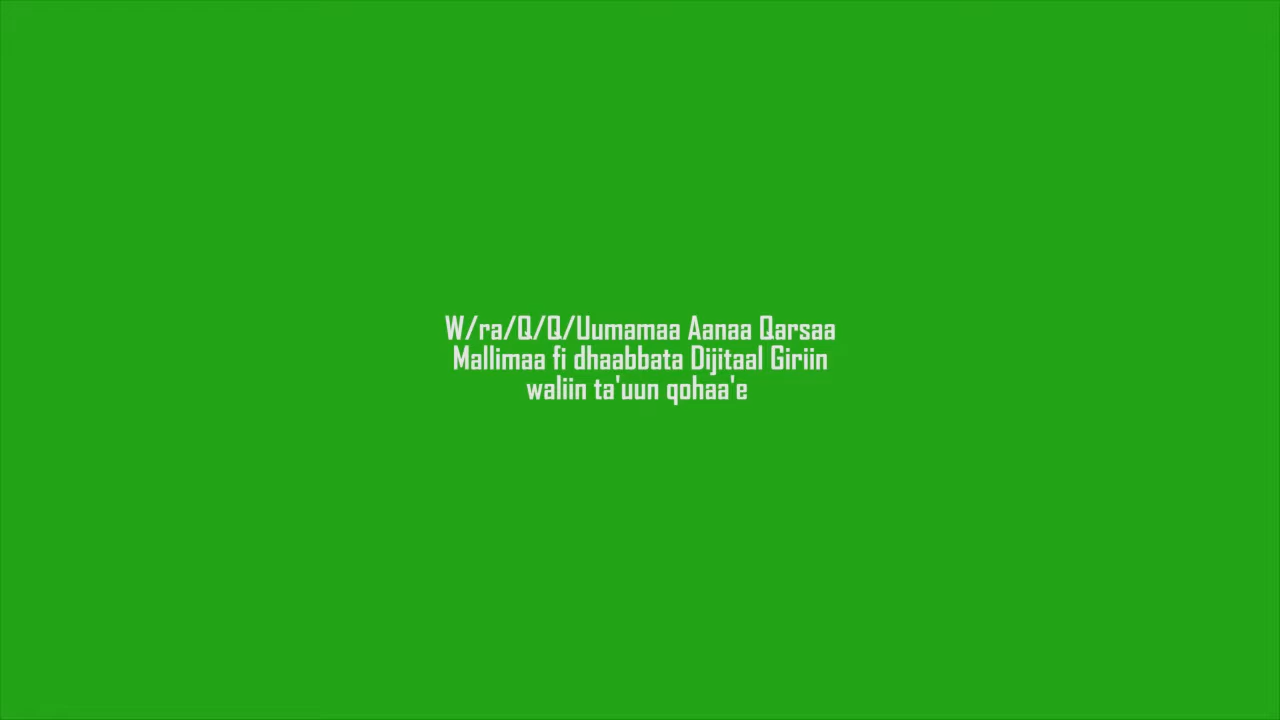 W/ra/Q/Q/Uumamaa Aanaa Qarsaa
Mallimaa fi dhaabbata Dijitaal Giriin
waliin ta'uun qohaa'e